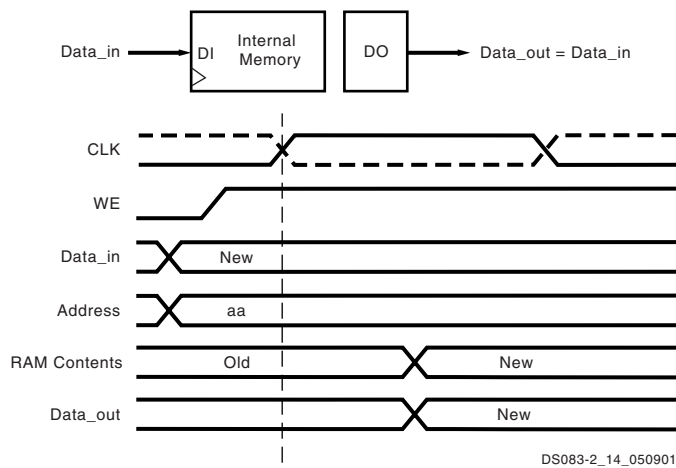 Data_in
DI
Internal
Memory
DO
Data_out = Data_in
CLK
WE
Data_in
New
Address
aa
RAM Contents
Old
New
Data_out
New
DS083-2_14_050901